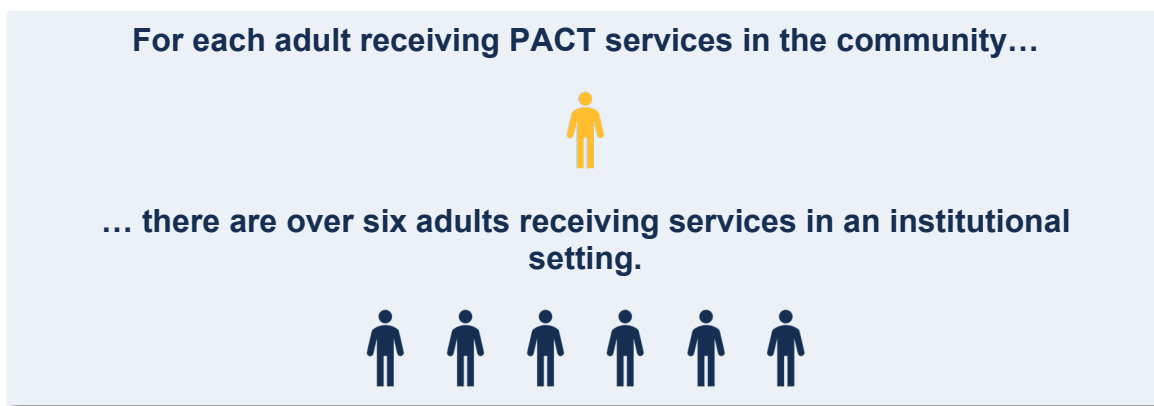 For each adult receiving PACT services in the community…
… there are over six adults receiving services in an institutional
setting.